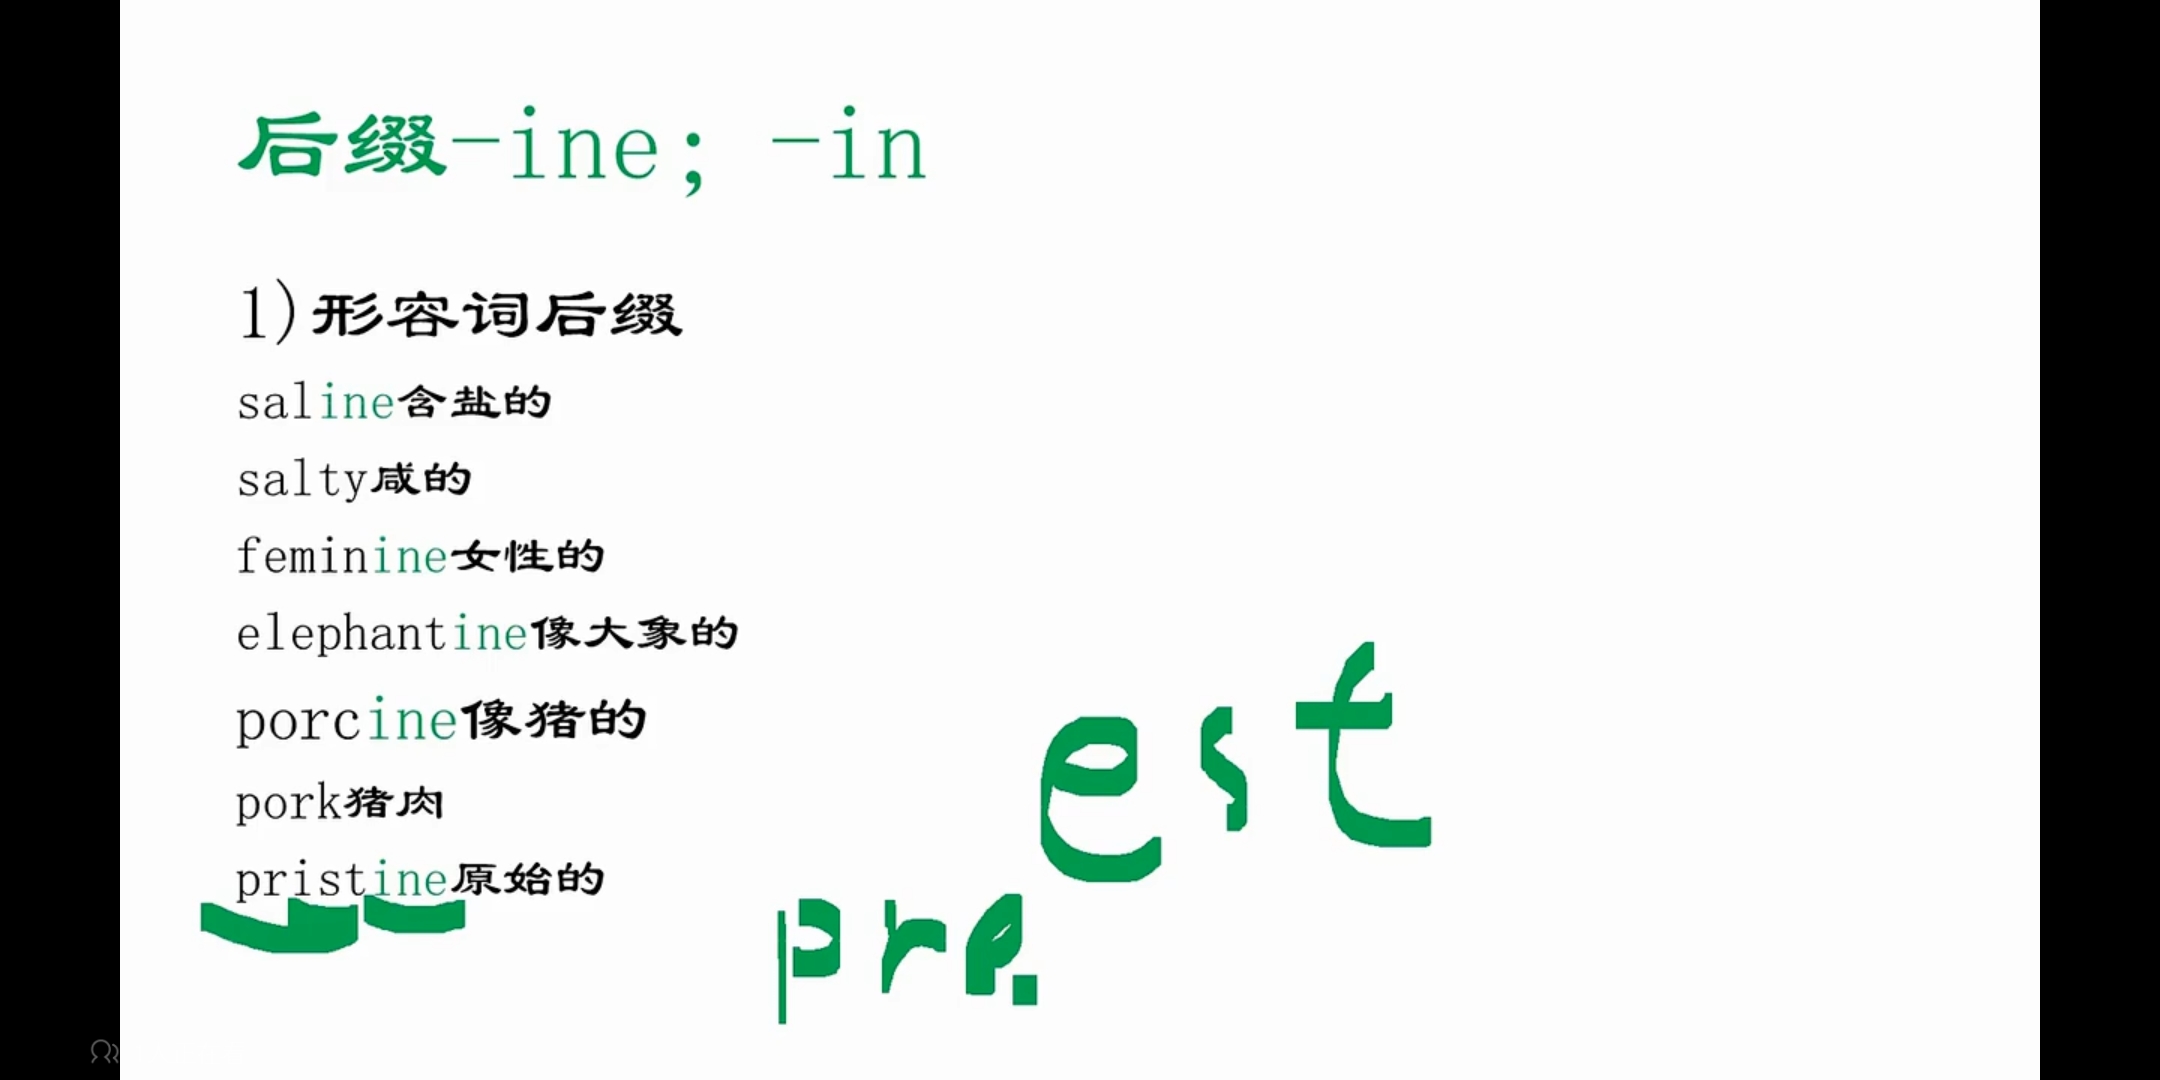 后缀-ine; -in
1)形容词后缀
saline含盐的
salty咸的
feminine女性的
elephantine像大象的
porcine像猪的
pork猪肉
pristine原始的
est
pre